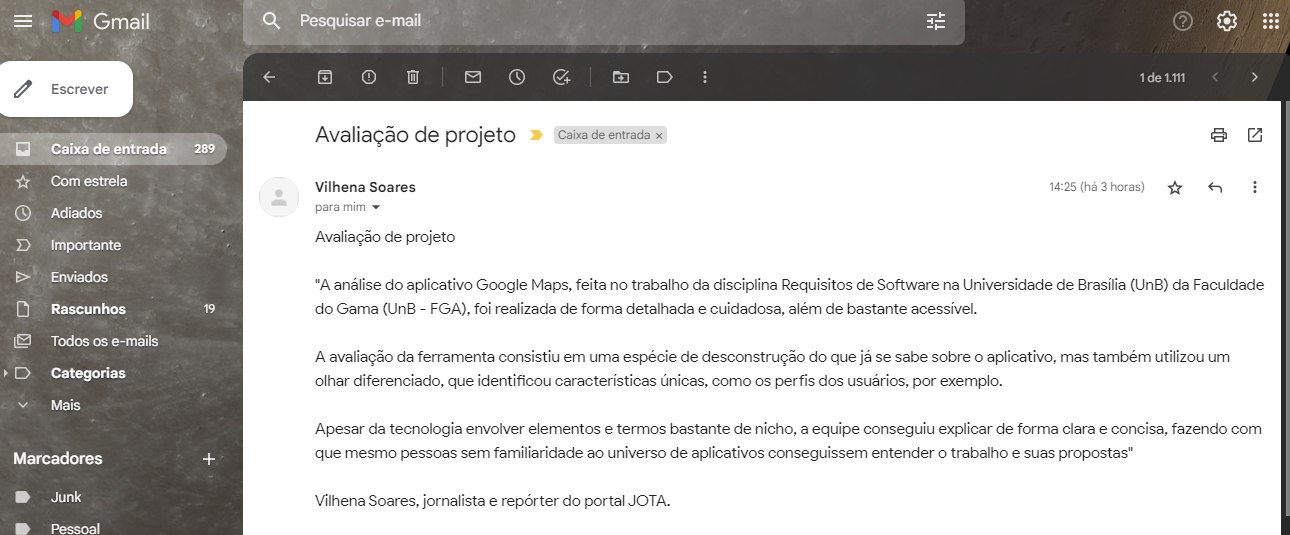 Gmail
Pesquisar e-mail
Escrever
1 de 1.111
Avaliação de projeto
Caixa de entrada ×
Caixa de entrada 289
Com estrela
Adiados
Importante
Enviados
Rascunhos 19
Todos os e-mails
Categorias
Mais
Marcadores
Junk
Pessoal
Vilhena Soares
14:25 (há 3 horas)
para mim
Avaliação de projeto
"A análise do aplicativo Google Maps, feita no trabalho da disciplina Requisitos de Software na Universidade de Brasília (UnB) da Faculdade
do Gama (UnB - FGA), foi realizada de forma detalhada e cuidadosa, além de bastante acessível.
A avaliação da ferramenta consistiu em uma espécie de desconstrução do que já se sabe sobre o aplicativo, mas também utilizou um
olhar diferenciado, que identificou características únicas, como os perfis dos usuários, por exemplo.
Apesar da tecnologia envolver elementos e termos bastante de nicho, a equipe conseguiu explicar de forma clara e concisa, fazendo com
que mesmo pessoas sem familiaridade ao universo de aplicativos conseguissem entender o trabalho e suas propostas"
Vilhena Soares, jornalista e repórter do portal JOTA.